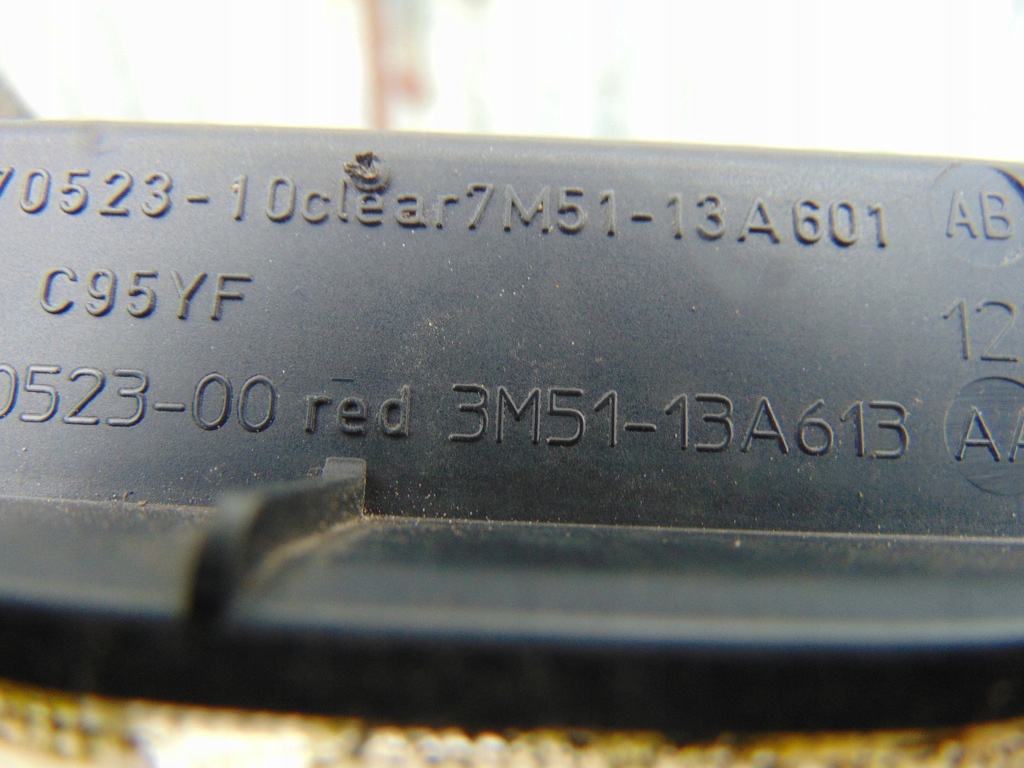 70523-10clear7M51-13A601 AB
C95YF 12
0523-00 red 3M51-13A613 AA